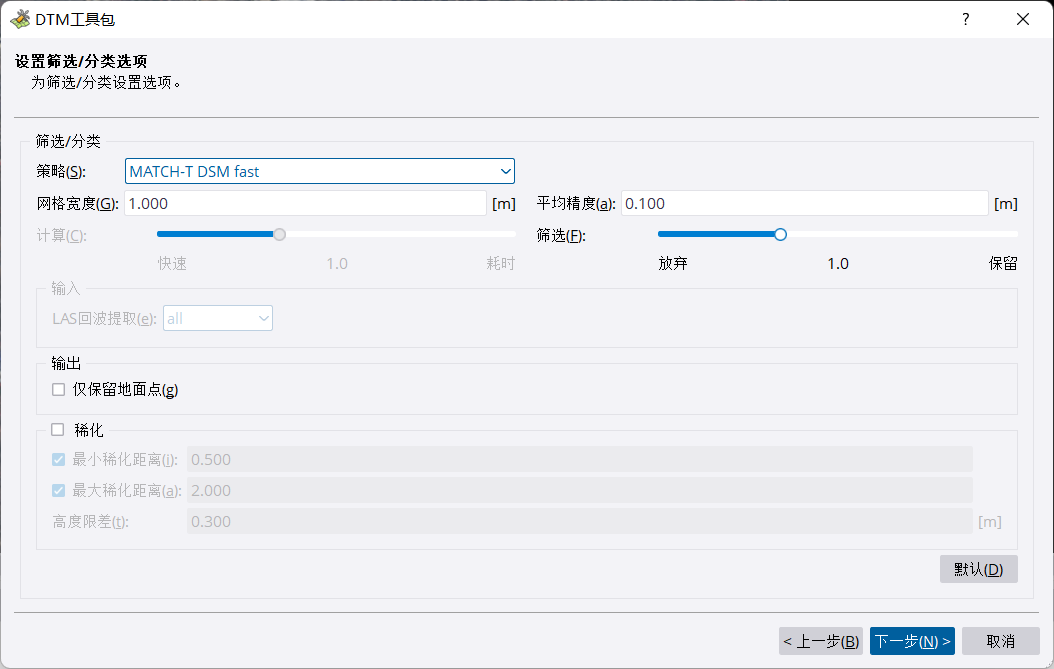 DTM工具包
?
设置筛选/分类选项
为筛选/分类设置选项。
筛选/分类
策略(S): MATCH-T DSM fast
网格宽度(G): 1.000 [m] 平均精度(a): 0.100 [m]
计算(C): 筛选(F):
快速 1.0 耗时 放弃 1.0 保留
输入
LAS回波提取(e): all
输出
仅保留地面点(g)
稀化
最小稀化距离(i): 0.500
最大稀化距离(a): 2.000
高度限差(t): 0.300 [m]
默认(D)
< 上一步(B) 下一步(N) > 取消